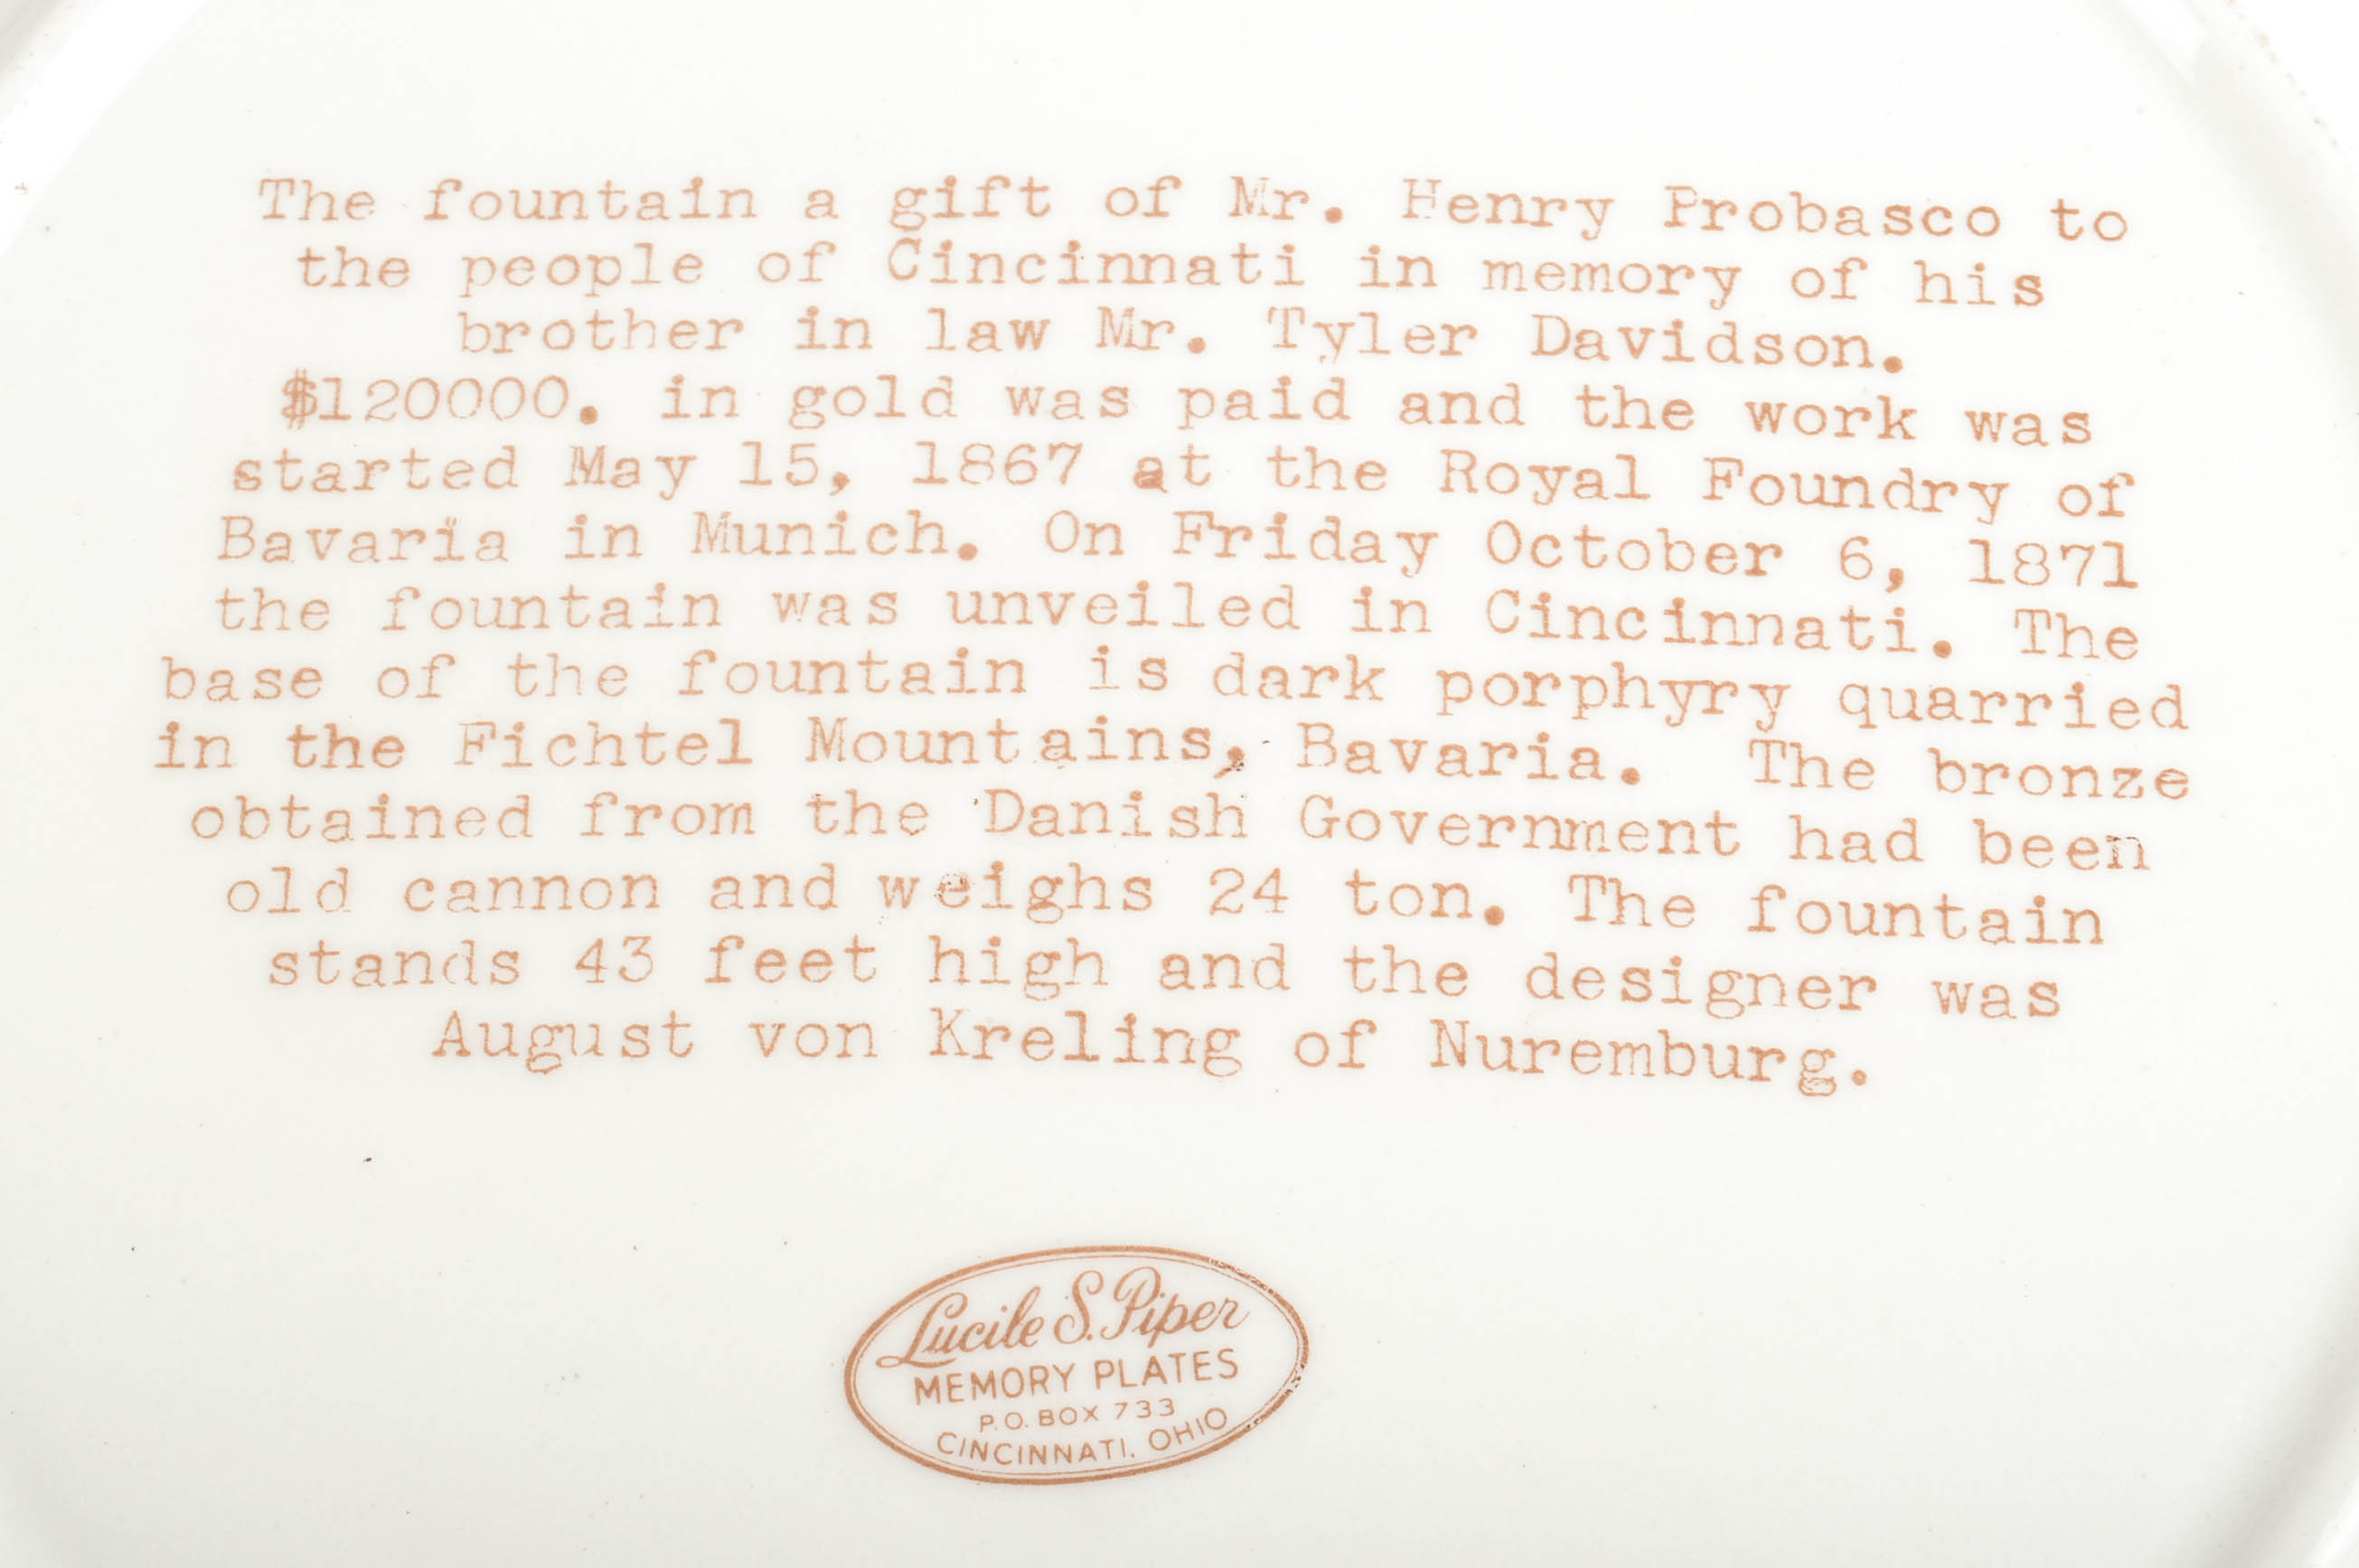 The fountain a gift of Mr. Henry Probasco to
the people of Cincinnati in memory of his
brother in law Mr. Tyler Davidson.
$120000. in gold was paid and the work was
started May 15, 1867 at the Royal Foundry of
Bavaria in Munich. On Friday October 6, 1871
the fountain was unveiled in Cincinnati. The
base of the fountain is dark porphyry quarried
in the Fichtel Mountains, Bavaria. The bronze
obtained from the Danish Government had been
old cannon and weighs 24 ton. The fountain
stands 43 feet high and the designer was
August von Kreling of Nuremburg.
Lucile S. Piper
MEMORY PLATES
P.O. BOX 733
CINCINNATI, OHIO